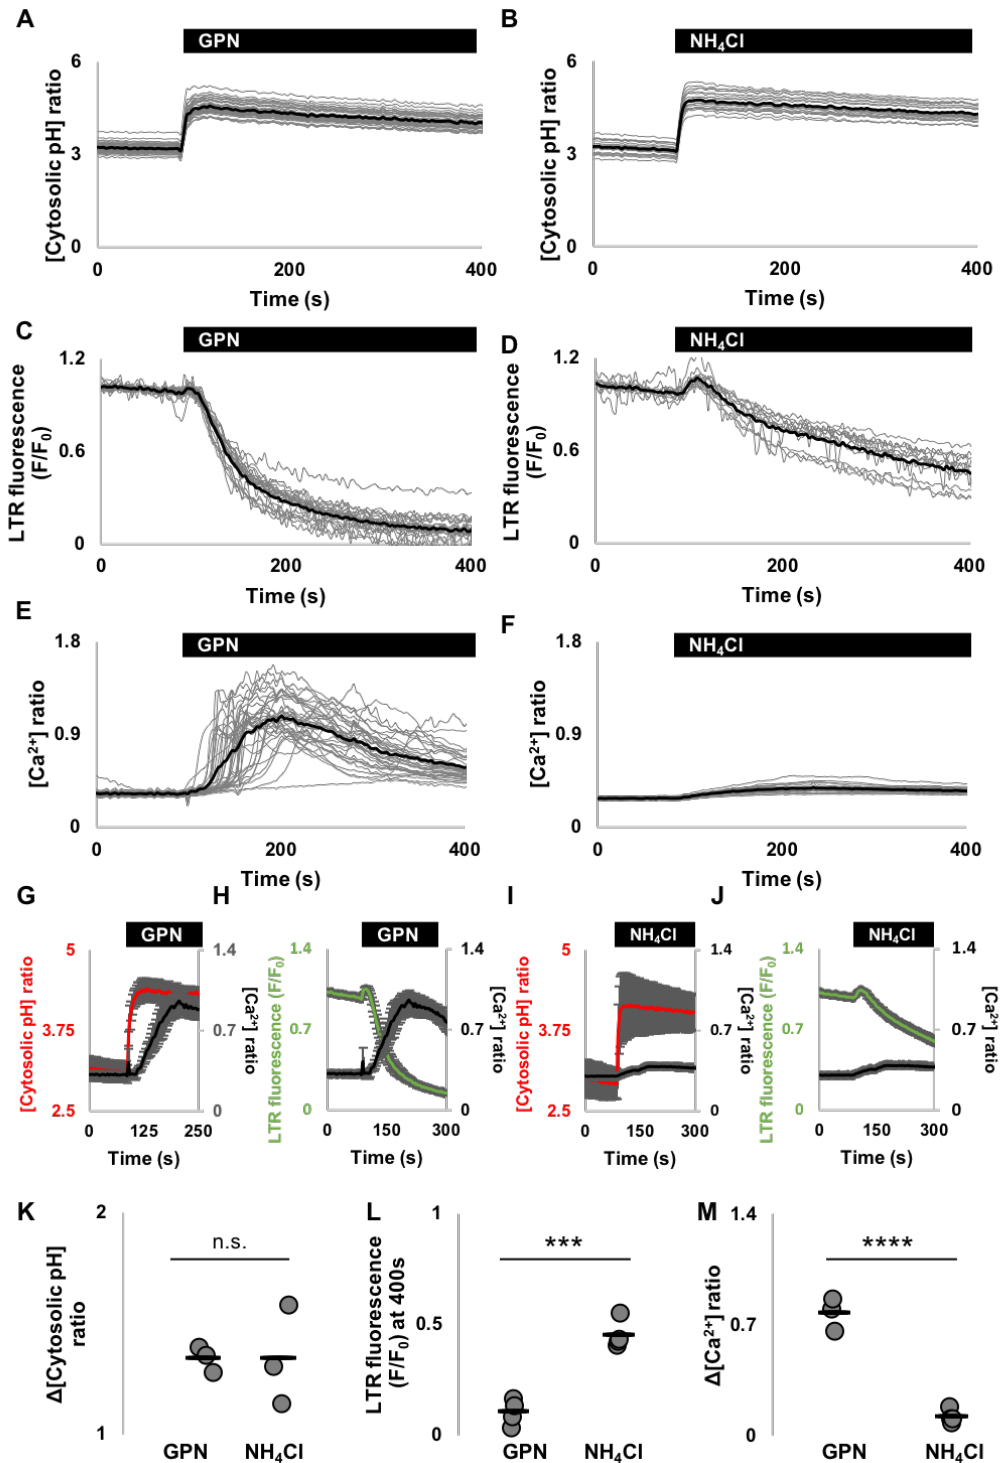 A
GPN
[Cytosolic pH] ratio
6
3
0
0
200
400
Time (s)
B
NH₄Cl
[Cytosolic pH] ratio
6
3
0
0
200
400
Time (s)
C
GPN
LTR fluorescence
(F/F₀)
1.2
0.6
0
0
200
400
Time (s)
D
NH₄Cl
LTR fluorescence
(F/F₀)
1.2
0.6
0
0
200
400
Time (s)
E
GPN
[Ca²⁺] ratio
1.8
0.9
0
0
200
400
Time (s)
F
NH₄Cl
[Ca²⁺] ratio
1.8
0.9
0
0
200
400
Time (s)
G
GPN
[Cytosolic pH] ratio
5
3.75
2.5
1.4
0.7
0
[Ca²⁺] ratio
0
125
250
Time (s)
H
GPN
LTR fluorescence (F/F₀)
1.4
0.7
0
1.4
0.7
0
[Ca²⁺] ratio
0
150
300
Time (s)
I
NH₄Cl
[Cytosolic pH] ratio
5
3.75
2.5
1.4
0.7
0
[Ca²⁺] ratio
0
150
300
Time (s)
J
NH₄Cl
LTR fluorescence (F/F₀)
1.4
0.7
0
1.4
0.7
0
[Ca²⁺] ratio
0
150
300
Time (s)
K
Δ[Cytosolic pH]
ratio
2
1
n.s.
GPN
NH₄Cl
L
LTR fluorescence
(F/F₀) at 400s
1
0.5
0
***
GPN
NH₄Cl
M
Δ[Ca²⁺] ratio
1.4
0.7
0
****
GPN
NH₄Cl